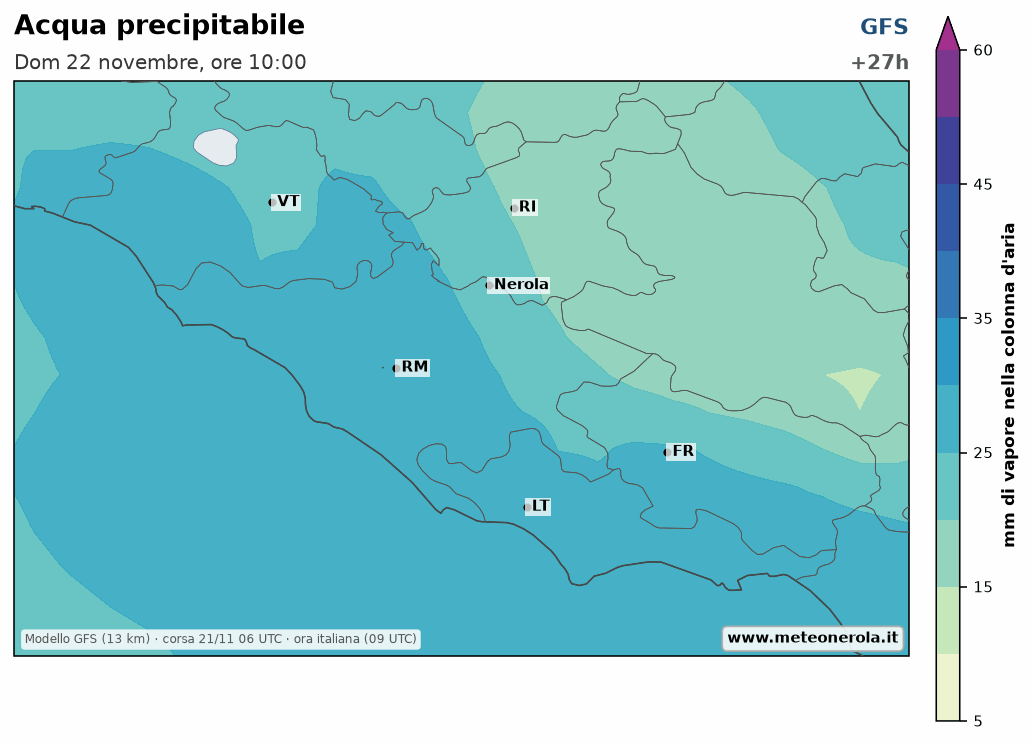 Acqua precipitabile
GFS
Dom 22 novembre, ore 10:00
+27h
60
45
35
25
15
5
mm di vapore nella colonna d'aria
VT
RI
Nerola
RM
FR
LT
Modello GFS (13 km) · corsa 21/11 06 UTC · ora italiana (09 UTC)
www.meteonerola.it